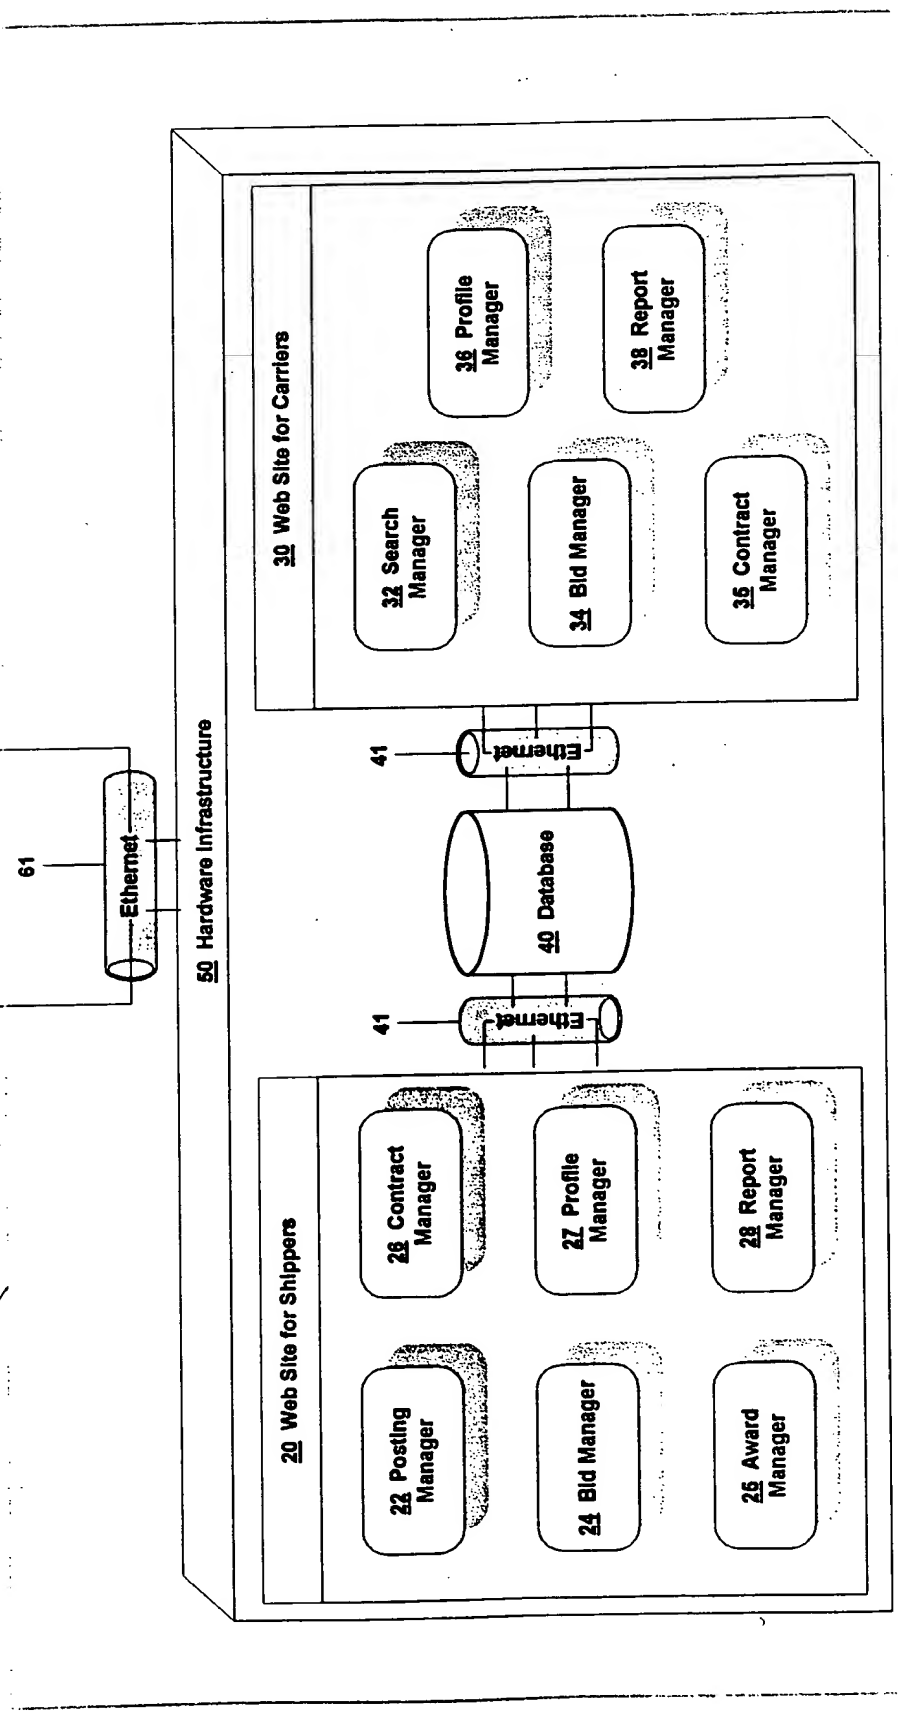 61
Ethernet
50 Hardware Infrastructure
20 Web Site for Shippers
22 Posting
Manager
26 Contract
Manager
24 Bid Manager
27 Profile
Manager
25 Award
Manager
28 Report
Manager
41
Ethernet
40 Database
41
Ethernet
30 Web Site for Carriers
32 Search
Manager
36 Profile
Manager
34 Bid Manager
38 Report
Manager
35 Contract
Manager